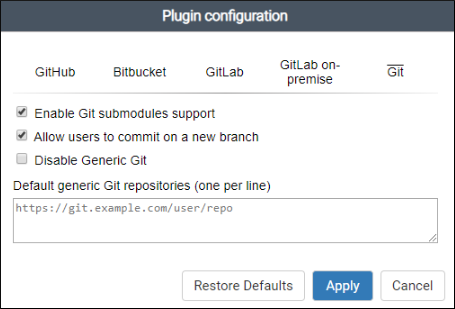 Plugin configuration
GitHub
Bitbucket
GitLab
GitLab on-
premise
Git
Enable Git submodules support
Allow users to commit on a new branch
Disable Generic Git
Default generic Git repositories (one per line)
https://git.example.com/user/repo
Restore Defaults
Apply
Cancel